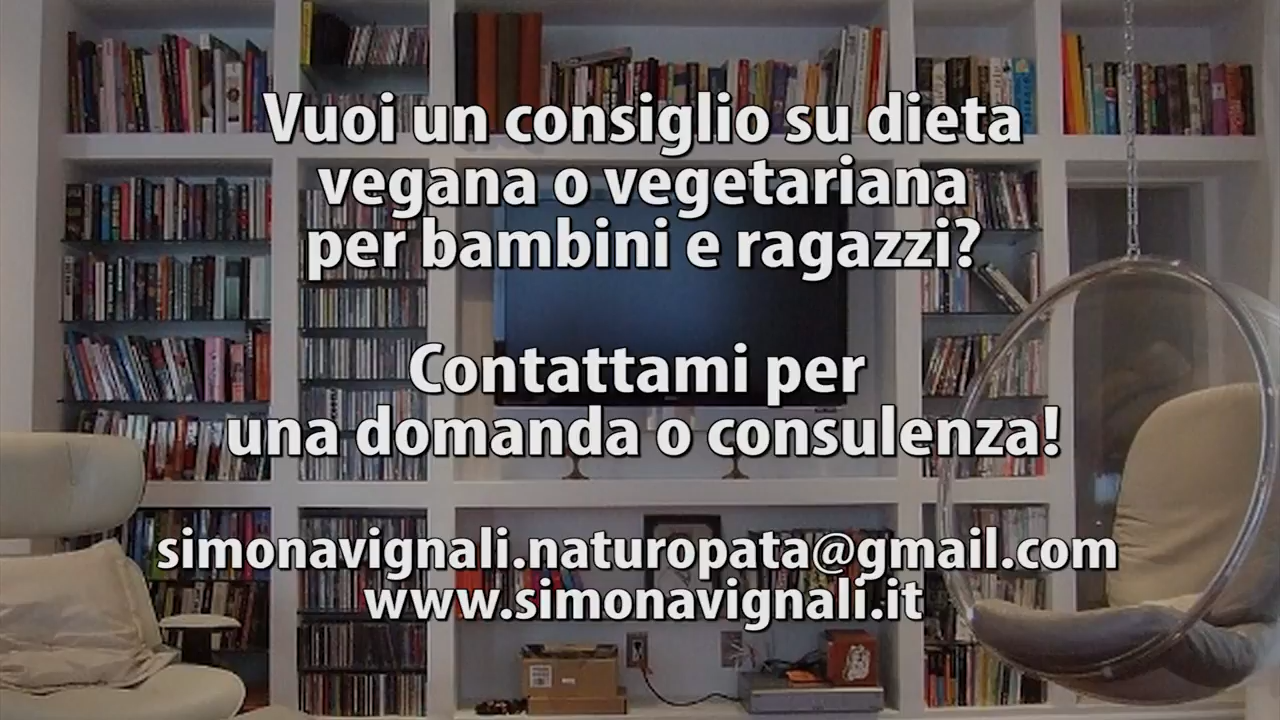 Vuoi un consiglio su dieta
vegana o vegetariana
per bambini e ragazzi?
Contattami per
una domanda o consulenza!
simonavignali.naturopata@gmail.com
www.simonavignali.it